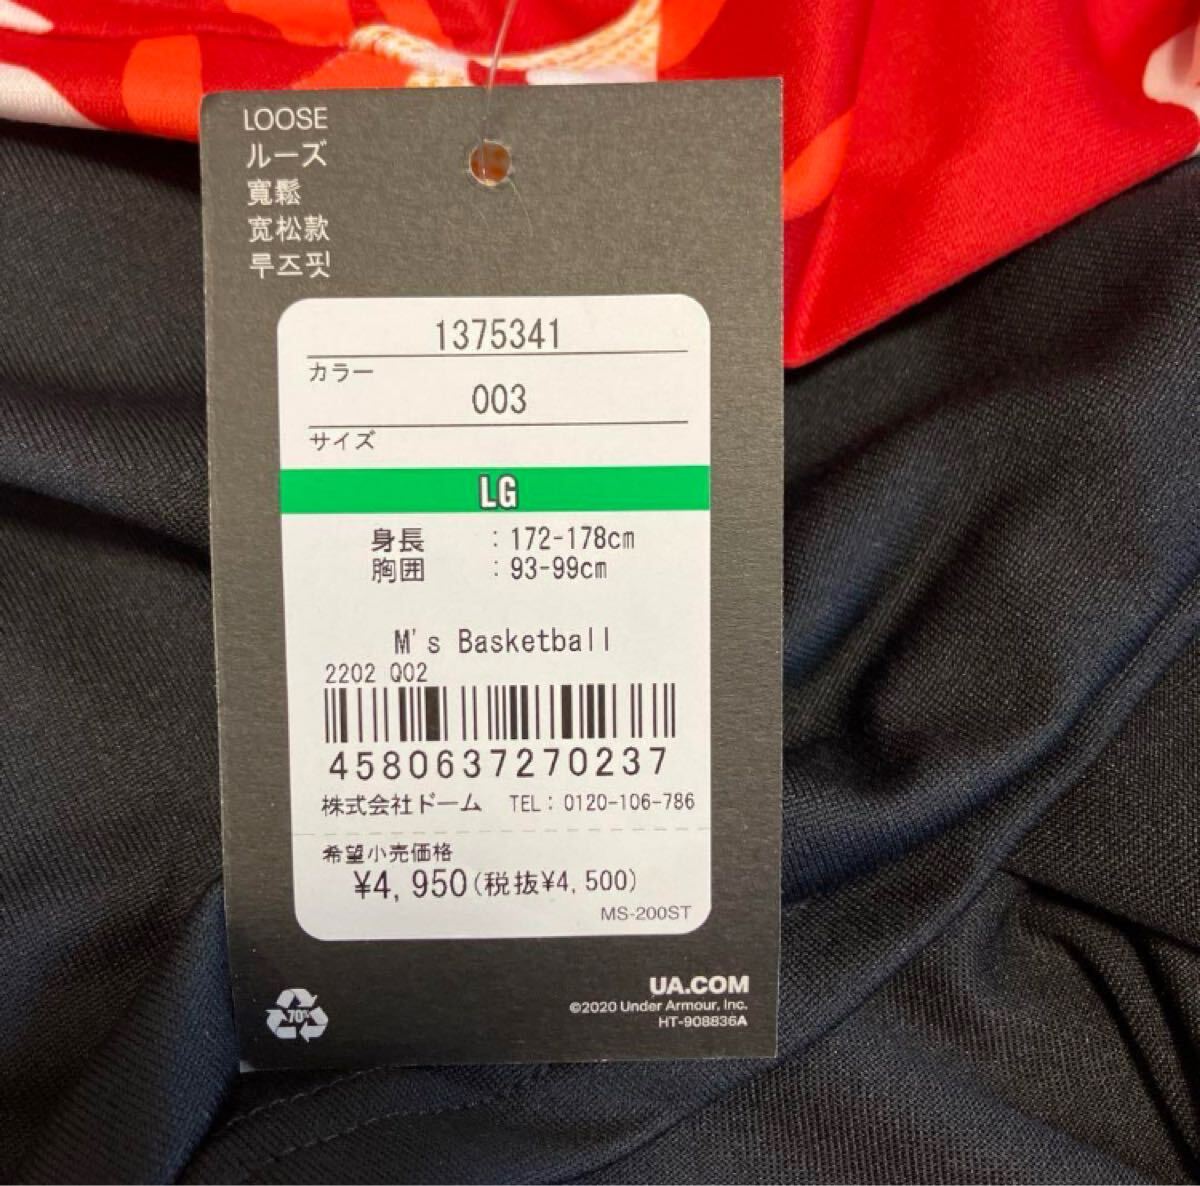 LOOSE
ルーズ
寬鬆
宽松款
루즈핏
1375341
カラー
003
サイズ
LG
身長 : 172-178cm
胸囲 : 93-99cm
M's Basketball
2202 Q02
4580637270237
株式会社ドーム TEL: 0120-106-786
希望小売価格
¥4,950(税抜¥4,500)
MS-200ST
UA.COM
©2020 Under Armour, Inc.
HT-908836A
70%